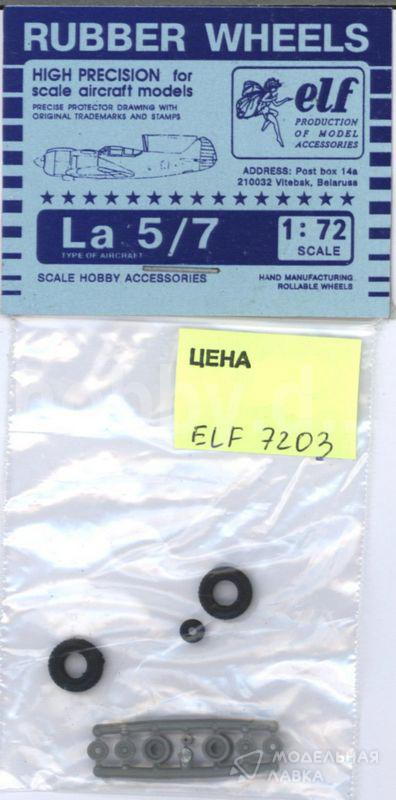 RUBBER WHEELS
HIGH PRECISION for
scale aircraft models
PRECISE PROTECTOR DRAWING WITH
ORIGINAL TRADEMARKS AND STAMPS
elf
PRODUCTION
OF MODEL
ACCESSORIES
ADDRESS: Post box 14a
210032 Vitebsk, Belaruss
La 5/7
TYPE OF AIRCRAFT
1:72
SCALE
SCALE HOBBY ACCESSORIES
HAND MANUFACTURING
ROLLABLE WHEELS
ЦЕНА
ELF 7203
МОДЕЛЬНАЯ
ЛАВКА